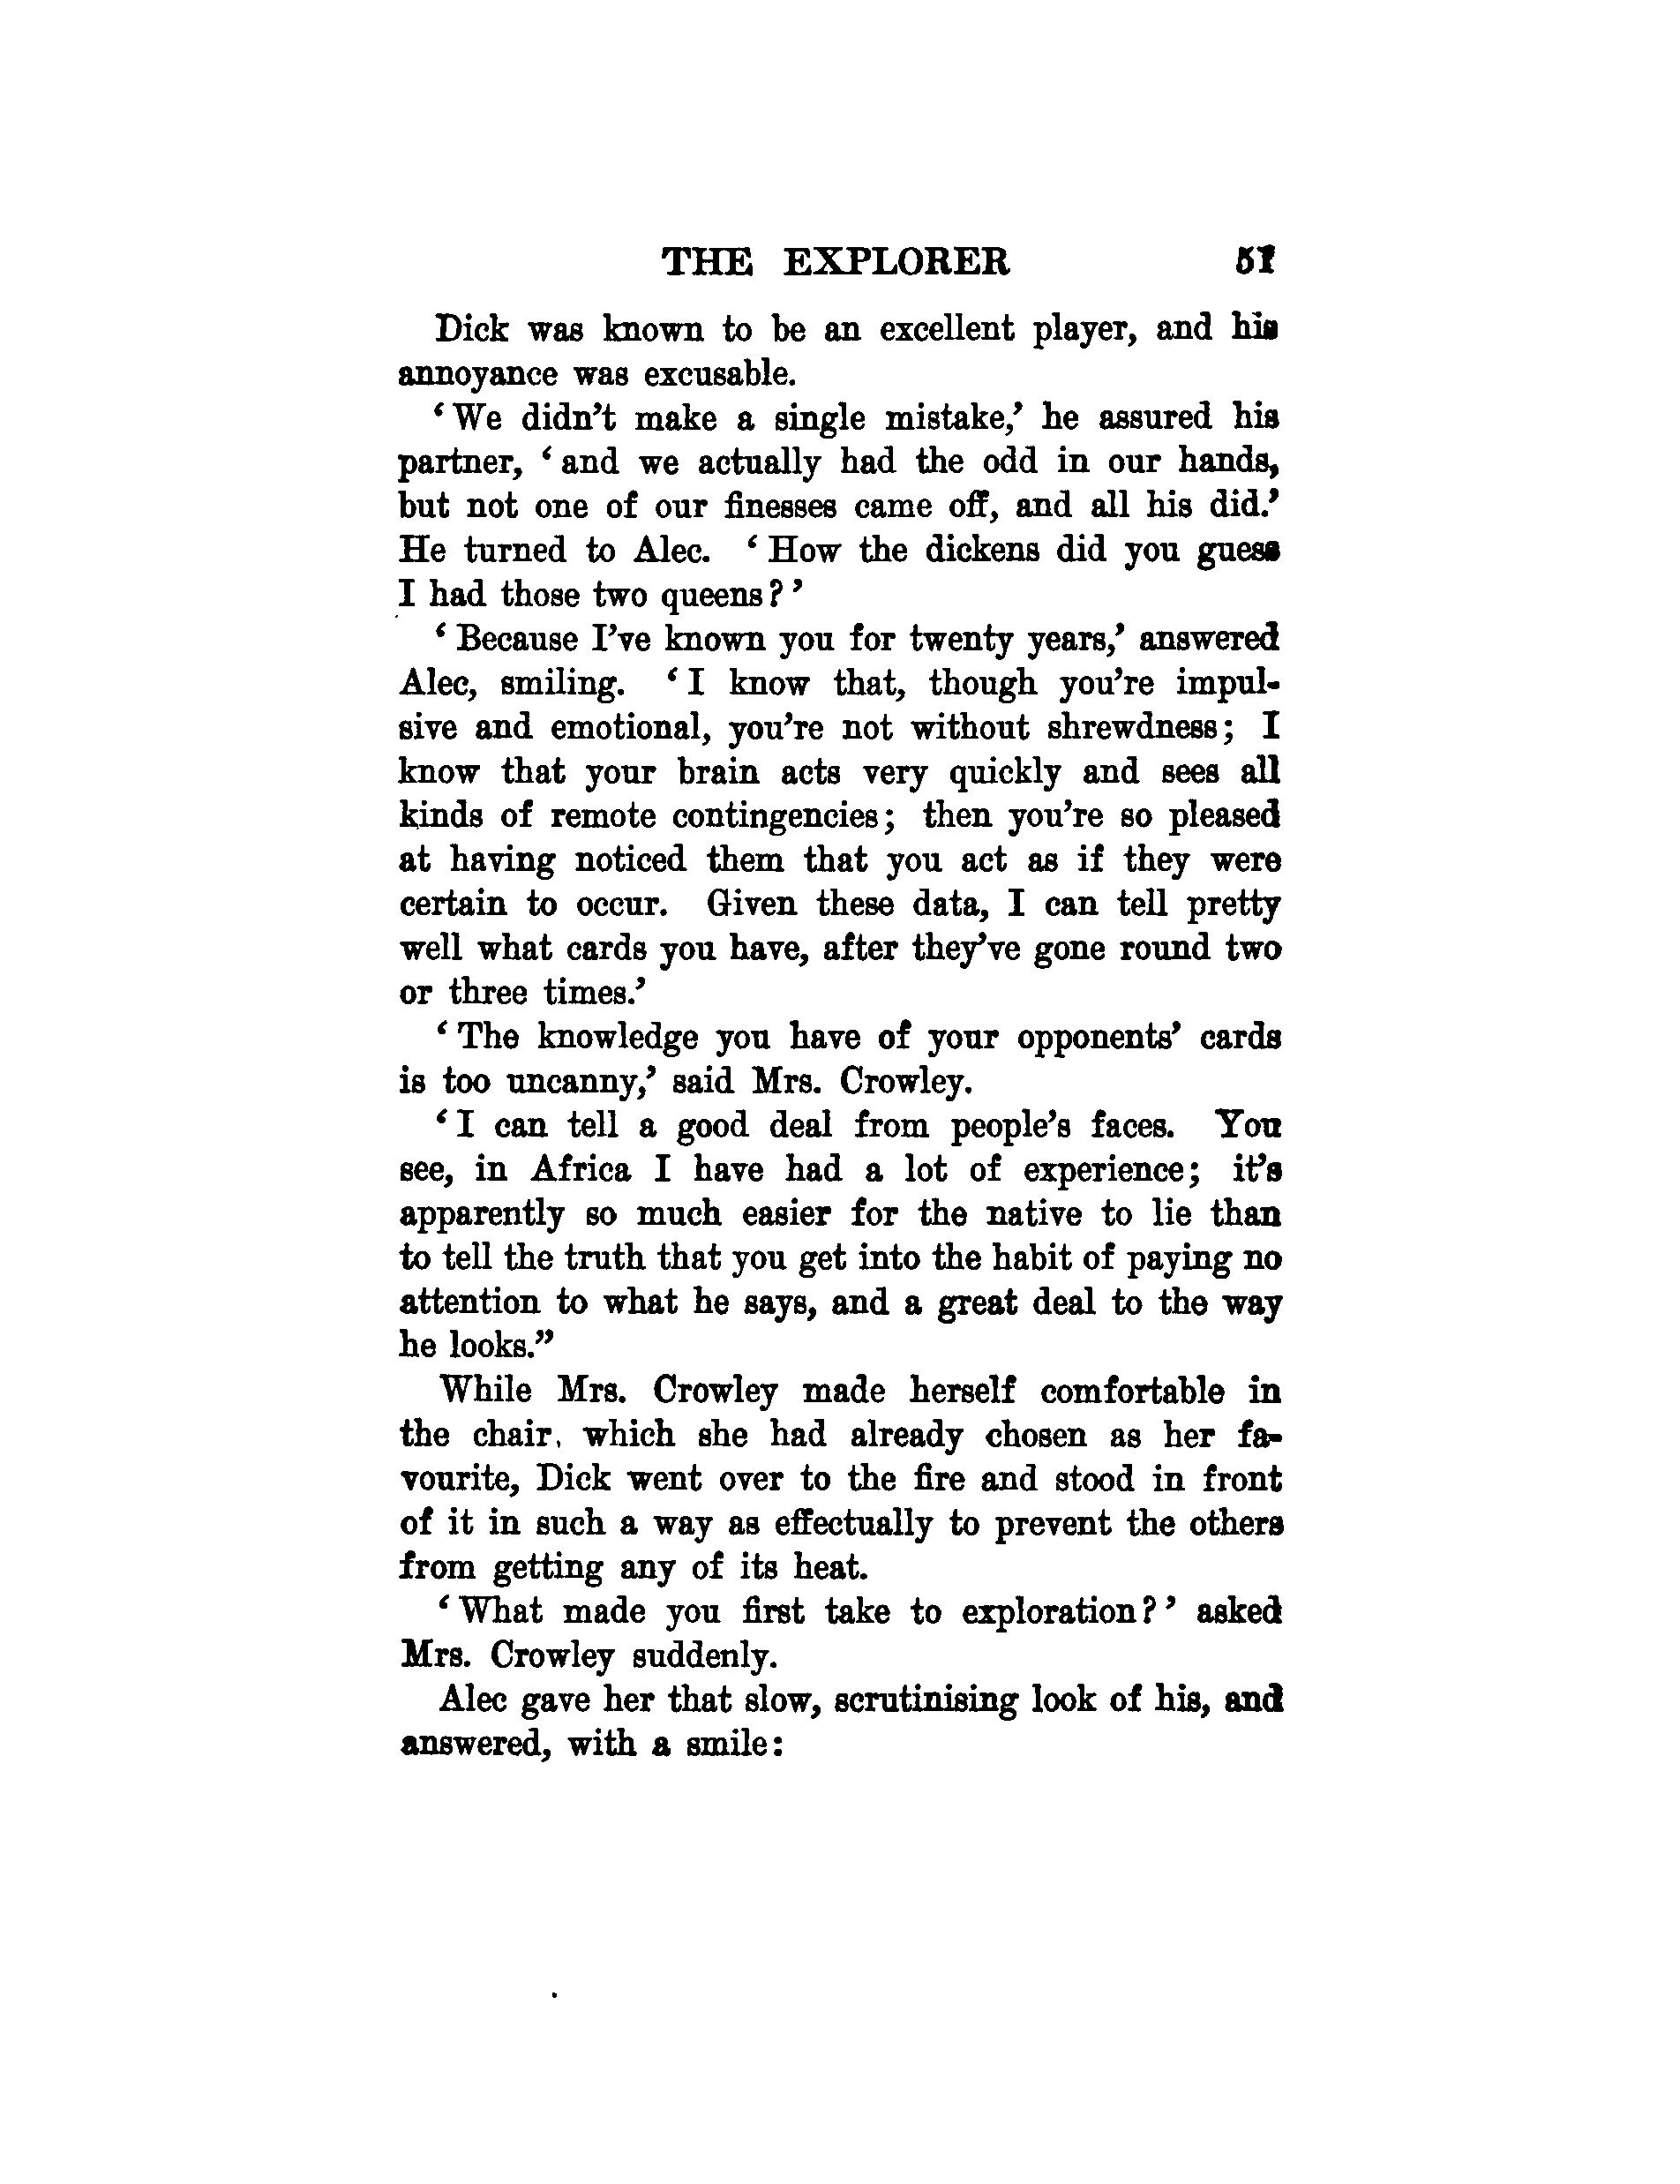 THE EXPLORER 51
Dick was known to be an excellent player, and his
annoyance was excusable.
‘We didn’t make a single mistake,’ he assured his
partner, ‘and we actually had the odd in our hands,
but not one of our finesses came off, and all his did.’
He turned to Alec. ‘How the dickens did you guess
I had those two queens?’
‘Because I’ve known you for twenty years,’ answered
Alec, smiling. ‘I know that, though you’re impul-
sive and emotional, you’re not without shrewdness; I
know that your brain acts very quickly and sees all
kinds of remote contingencies; then you’re so pleased
at having noticed them that you act as if they were
certain to occur. Given these data, I can tell pretty
well what cards you have, after they’ve gone round two
or three times.’
‘The knowledge you have of your opponents’ cards
is too uncanny,’ said Mrs. Crowley.
‘I can tell a good deal from people’s faces. You
see, in Africa I have had a lot of experience; it’s
apparently so much easier for the native to lie than
to tell the truth that you get into the habit of paying no
attention to what he says, and a great deal to the way
he looks.”
While Mrs. Crowley made herself comfortable in
the chair, which she had already chosen as her fa-
vourite, Dick went over to the fire and stood in front
of it in such a way as effectually to prevent the others
from getting any of its heat.
‘What made you first take to exploration?’ asked
Mrs. Crowley suddenly.
Alec gave her that slow, scrutinising look of his, and
answered, with a smile: